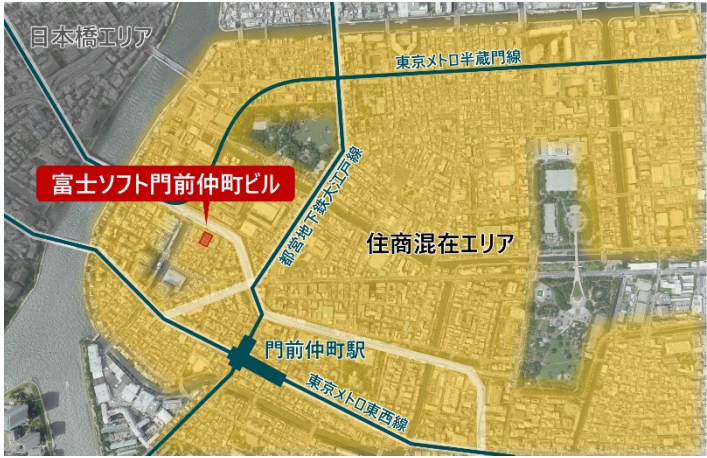 日本橋エリア
東京メトロ半蔵門線
富士ソフト門前仲町ビル
都営地下鉄大江戸線
住商混在エリア
門前仲町駅
東京メトロ東西線